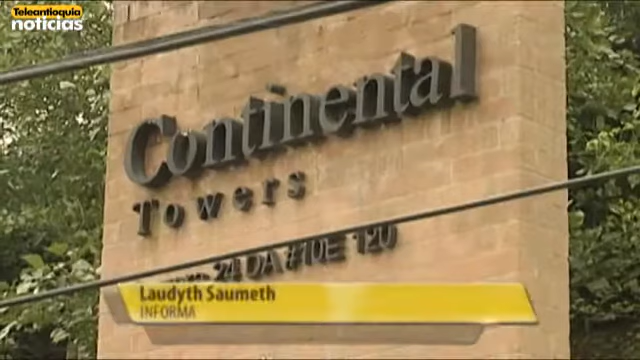 Teleantioquia
noticias
Continental
Towers
24 DA #10E 120
Laudyth Saumeth
INFORMA